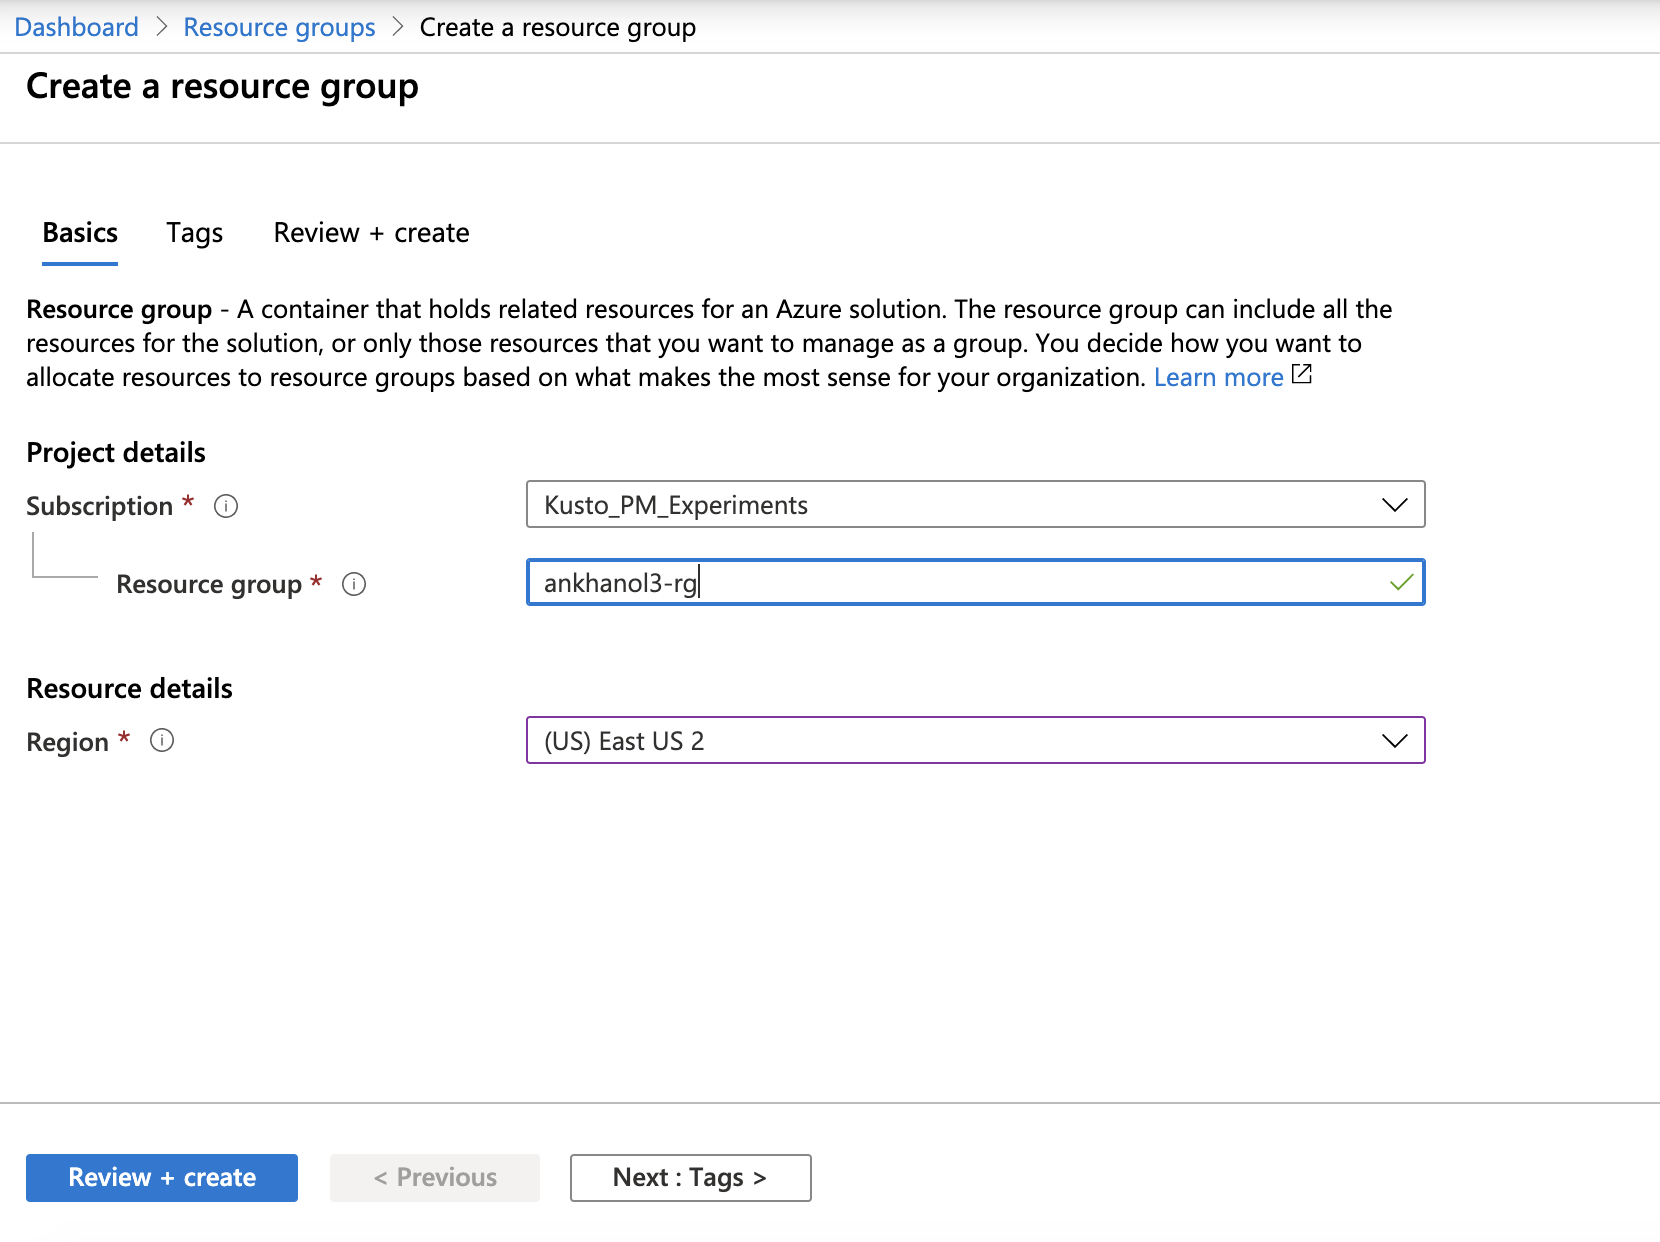 Dashboard > Resource groups > Create a resource group
Create a resource group
Basics Tags Review + create
Resource group - A container that holds related resources for an Azure solution. The resource group can include all the
resources for the solution, or only those resources that you want to manage as a group. You decide how you want to
allocate resources to resource groups based on what makes the most sense for your organization. Learn more
Project details
Subscription * Kusto_PM_Experiments
Resource group * ankhanol3-rg
Resource details
Region * (US) East US 2
Review + create < Previous Next : Tags >